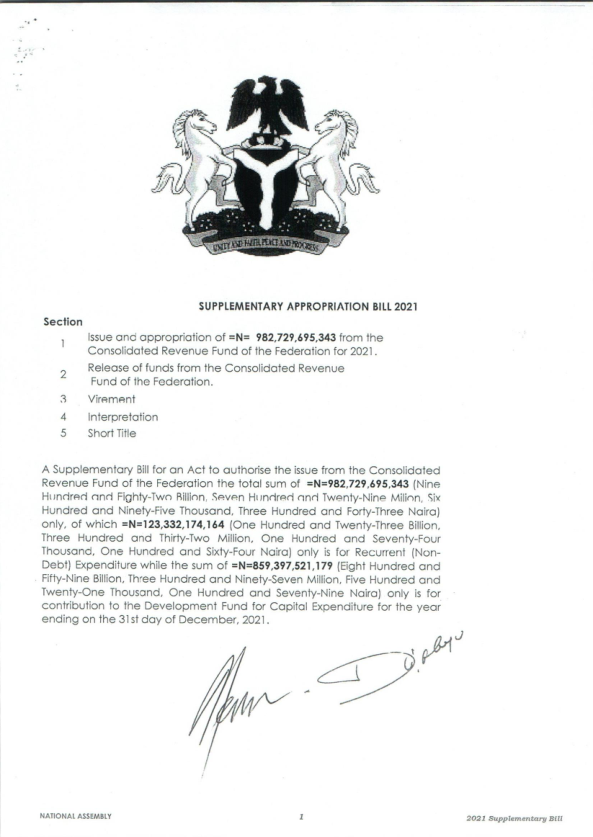 UNITY AND FAITH, PEACE AND PROGRESS
SUPPLEMENTARY APPROPRIATION BILL 2021
Section
1 Issue and appropriation of =N= 982,729,695,343 from the
Consolidated Revenue Fund of the Federation for 2021.
2 Release of funds from the Consolidated Revenue
Fund of the Federation.
3 Virement
4 Interpretation
5 Short Title
A Supplementary Bill for an Act to authorise the issue from the Consolidated
Revenue Fund of the Federation the total sum of =N=982,729,695,343 (Nine
Hundred and Eighty-Two Billion, Seven Hundred and Twenty-Nine Milion, Six
Hundred and Ninety-Five Thousand, Three Hundred and Forty-Three Naira)
only, of which =N=123,332,174,164 (One Hundred and Twenty-Three Billion,
Three Hundred and Thirty-Two Million, One Hundred and Seventy-Four
Thousand, One Hundred and Sixty-Four Naira) only is for Recurrent (Non-
Debt) Expenditure while the sum of =N=859,397,521,179 (Eight Hundred and
Fifty-Nine Billion, Three Hundred and Ninety-Seven Million, Five Hundred and
Twenty-One Thousand, One Hundred and Seventy-Nine Naira) only is for
contribution to the Development Fund for Capital Expenditure for the year
ending on the 31st day of December, 2021.
NATIONAL ASSEMBLY 1 2021 Supplementary Bill